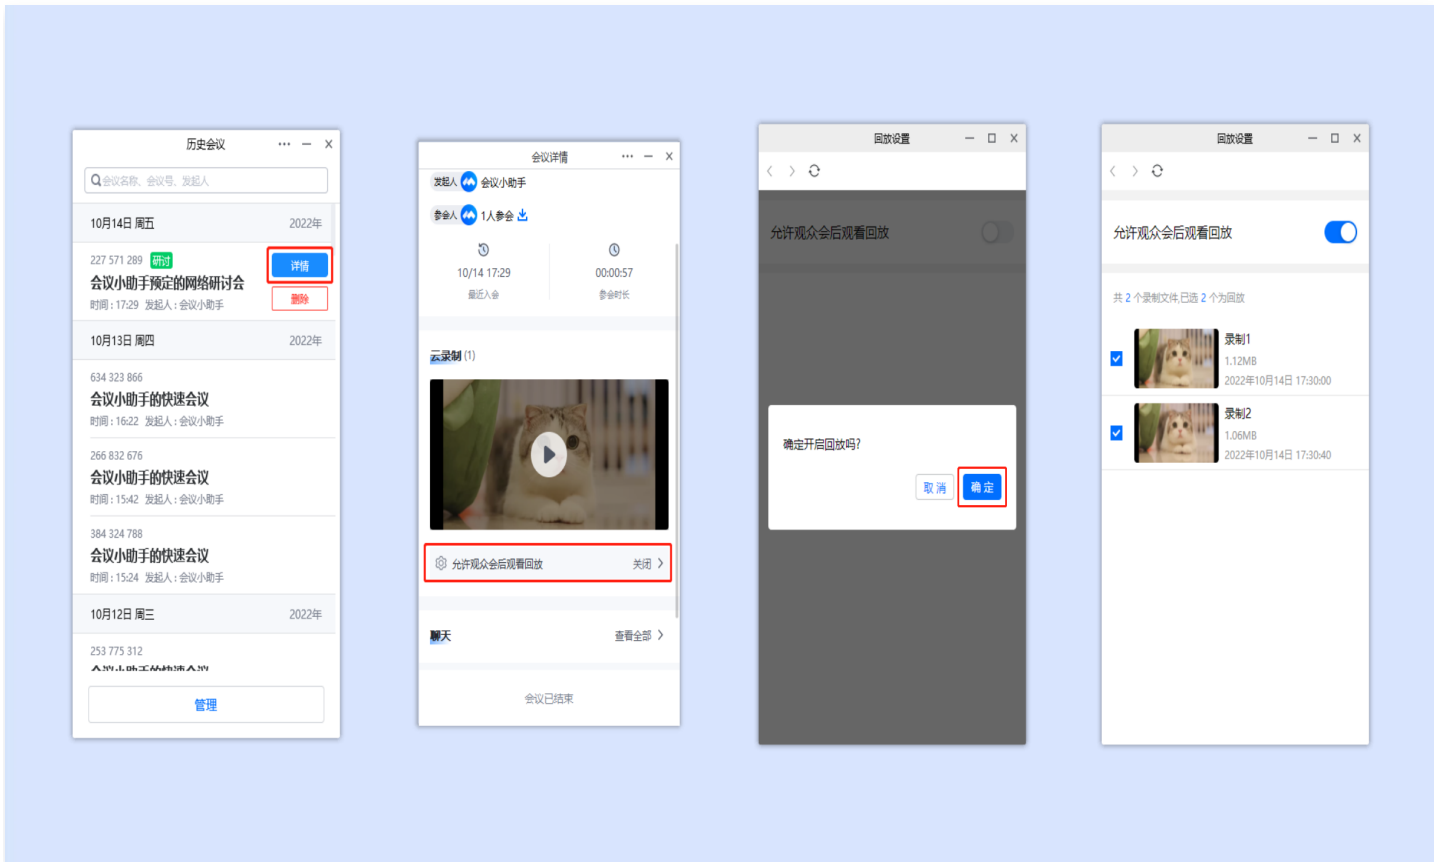 历史会议
会议名称、会议号、发起人
10月14日 周五 2022年
227 571 289 研讨
会议小助手预定的网络研讨会
时间 : 17:29 发起人 : 会议小助手
详情
删除
10月13日 周四 2022年
634 323 866
会议小助手的快速会议
时间 : 16:22 发起人 : 会议小助手
266 832 676
会议小助手的快速会议
时间 : 15:42 发起人 : 会议小助手
384 324 788
会议小助手的快速会议
时间 : 15:24 发起人 : 会议小助手
10月12日 周三 2022年
253 775 312
会议小助手的快速会议
管理
会议详情
发起人 会议小助手
参会人 1人参会
10/14 17:29 00:00:57
最近入会 参会时长
云录制 (1)
允许观众会后观看回放 关闭
聊天 查看全部
会议已结束
回放设置
允许观众会后观看回放
确定开启回放吗?
取消 确定
回放设置
允许观众会后观看回放
共 2 个录制文件,已选 2 个为回放
录制1
1.12MB
2022年10月14日 17:30:00
录制2
1.06MB
2022年10月14日 17:30:40